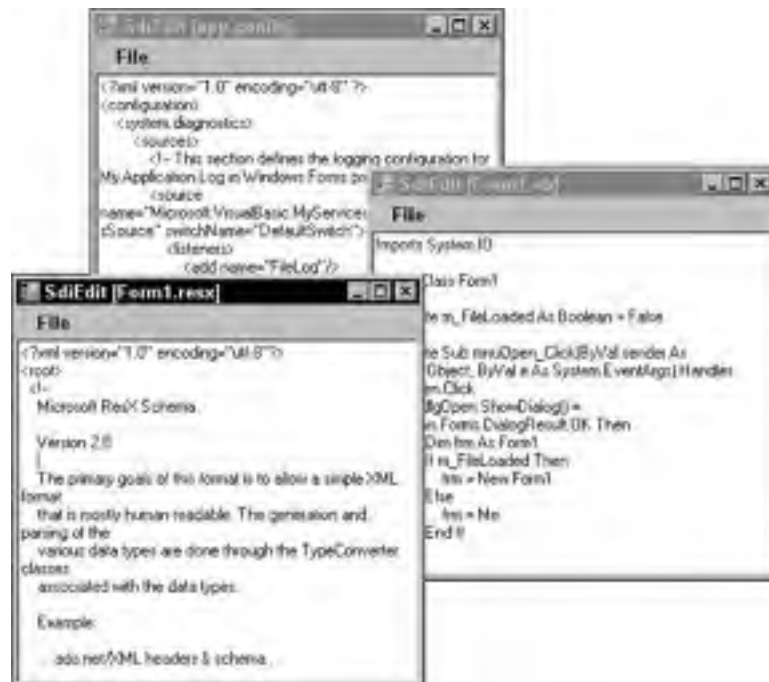 SdiEdit [app.config]
File
<?xml version="1.0" encoding="utf-8" ?>
<configuration>
<system.diagnostics>
<sources>
<!-- This section defines the logging configuration for
My.Application.Log in Windows Forms
<source
name="Microsoft.VisualBasic.MyServices
rSource" switchName="DefaultSwitch">
<listeners>
<add name="FileLog"/>
SdiEdit [Form1.vb]
File
Imports System.IO
Class Form1
te m_FileLoaded As Boolean = False
te Sub mnuOpen_Click(ByVal sender As
Object, ByVal e As System.EventArgs) Handles
en.Click
dlgOpen.ShowDialog() =
Forms.DialogResult.OK Then
Dim frm As Form1
If m_FileLoaded Then
frm = New Form1
Else
frm = Me
End If
SdiEdit [Form1.resx]
File
<?xml version="1.0" encoding="utf-8"?>
<root>
<!--
Microsoft ResX Schema
Version 2.0
The primary goals of this format is to allow a simple XML
format
that is mostly human readable. The generation and
parsing of the
various data types are done through the TypeConverter
classes
associated with the data types.
Example:
ado.net/XML headers & schema